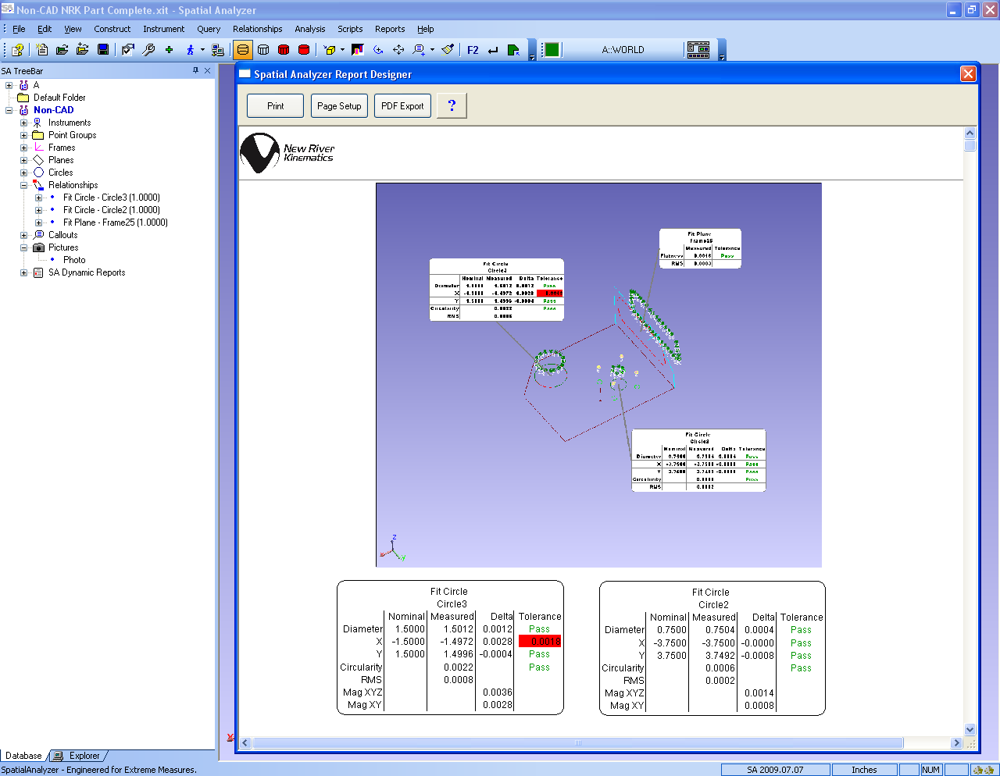 Non-CAD NRK Part Complete.xit - Spatial Analyzer
File Edit View Construct Instrument Query Relationships Analysis Scripts Reports Help
F2 A::WORLD
SA TreeBar
A
Default Folder
Non-CAD
Instruments
Point Groups
Frames
Planes
Circles
Relationships
Fit Circle - Circle3 (1.0000)
Fit Circle - Circle2 (1.0000)
Fit Plane - Frame25 (1.0000)
Callouts
Pictures
Photo
SA Dynamic Reports
Database Explorer
Spatial Analyzer Report Designer
Print Page Setup PDF Export ?
New River
Kinematics
Fit Plane
Frame25
Measured Tolerance
Flatness 0.0016 Pass
RMS 0.0003
Fit Circle
Circle3
Nominal Measured Delta Tolerance
Diameter 1.5000 1.5012 0.0012 Pass
X -1.5000 -1.4972 0.0028 0.0018
Y 1.5000 1.4996 -0.0004 Pass
Circularity 0.0022 Pass
RMS 0.0008
Fit Circle
Circle2
Nominal Measured Delta Tolerance
Diameter 0.7500 0.7504 0.0004 Pass
X -3.7500 -3.7500 -0.0000 Pass
Y 3.7500 3.7492 -0.0008 Pass
Circularity 0.0006 Pass
RMS 0.0002
Z
X
Y
Fit Circle
Circle3
Nominal Measured Delta Tolerance
Diameter 1.5000 1.5012 0.0012 Pass
X -1.5000 -1.4972 0.0028 0.0018
Y 1.5000 1.4996 -0.0004 Pass
Circularity 0.0022 Pass
RMS 0.0008
Mag XYZ 0.0036
Mag XY 0.0028
Fit Circle
Circle2
Nominal Measured Delta Tolerance
Diameter 0.7500 0.7504 0.0004 Pass
X -3.7500 -3.7500 -0.0000 Pass
Y 3.7500 3.7492 -0.0008 Pass
Circularity 0.0006 Pass
RMS 0.0002
Mag XYZ 0.0014
Mag XY 0.0008
SpatialAnalyzer - Engineered for Extreme Measures. SA 2009.07.07 Inches NUM